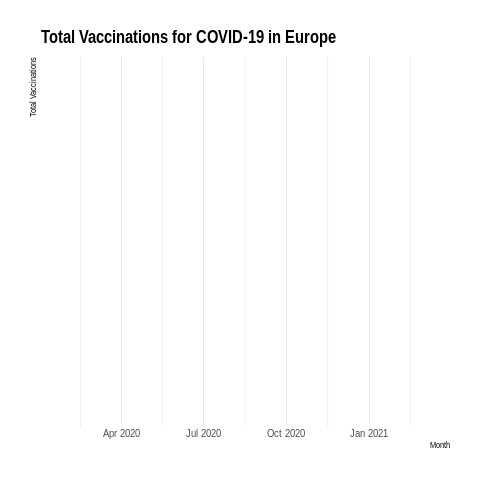 Total Vaccinations for COVID-19 in Europe
Total Vaccinations
Apr 2020 Jul 2020 Oct 2020 Jan 2021
Month